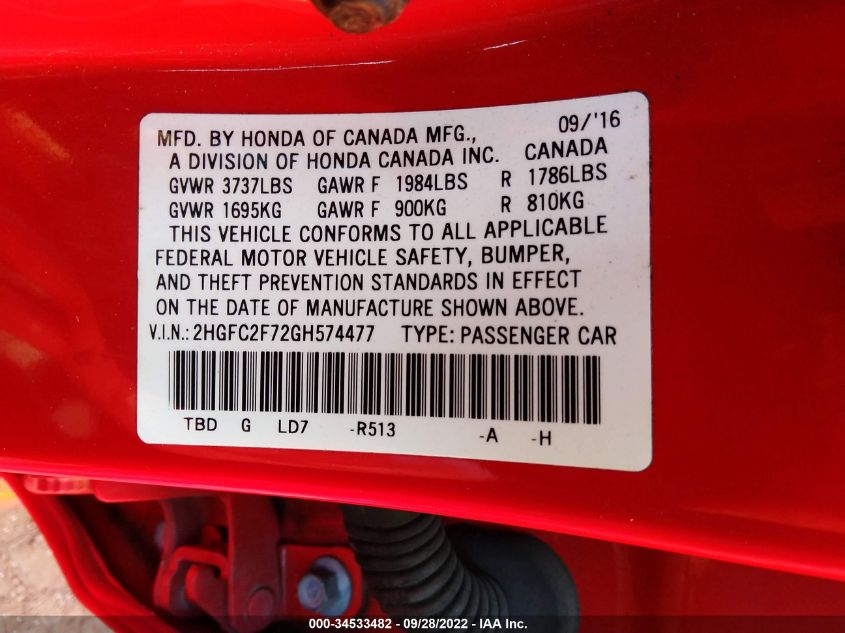 MFD. BY HONDA OF CANADA MFG., 09/'16
A DIVISION OF HONDA CANADA INC. CANADA
GVWR 3737LBS GAWR F 1984LBS R 1786LBS
GVWR 1695KG GAWR F 900KG R 810KG
THIS VEHICLE CONFORMS TO ALL APPLICABLE
FEDERAL MOTOR VEHICLE SAFETY, BUMPER,
AND THEFT PREVENTION STANDARDS IN EFFECT
ON THE DATE OF MANUFACTURE SHOWN ABOVE.
V.I.N.: 2HGFC2F72GH574477 TYPE: PASSENGER CAR
TBD G LD7 -R513 -A -H
000-34533482 - 09/28/2022 - IAA Inc.